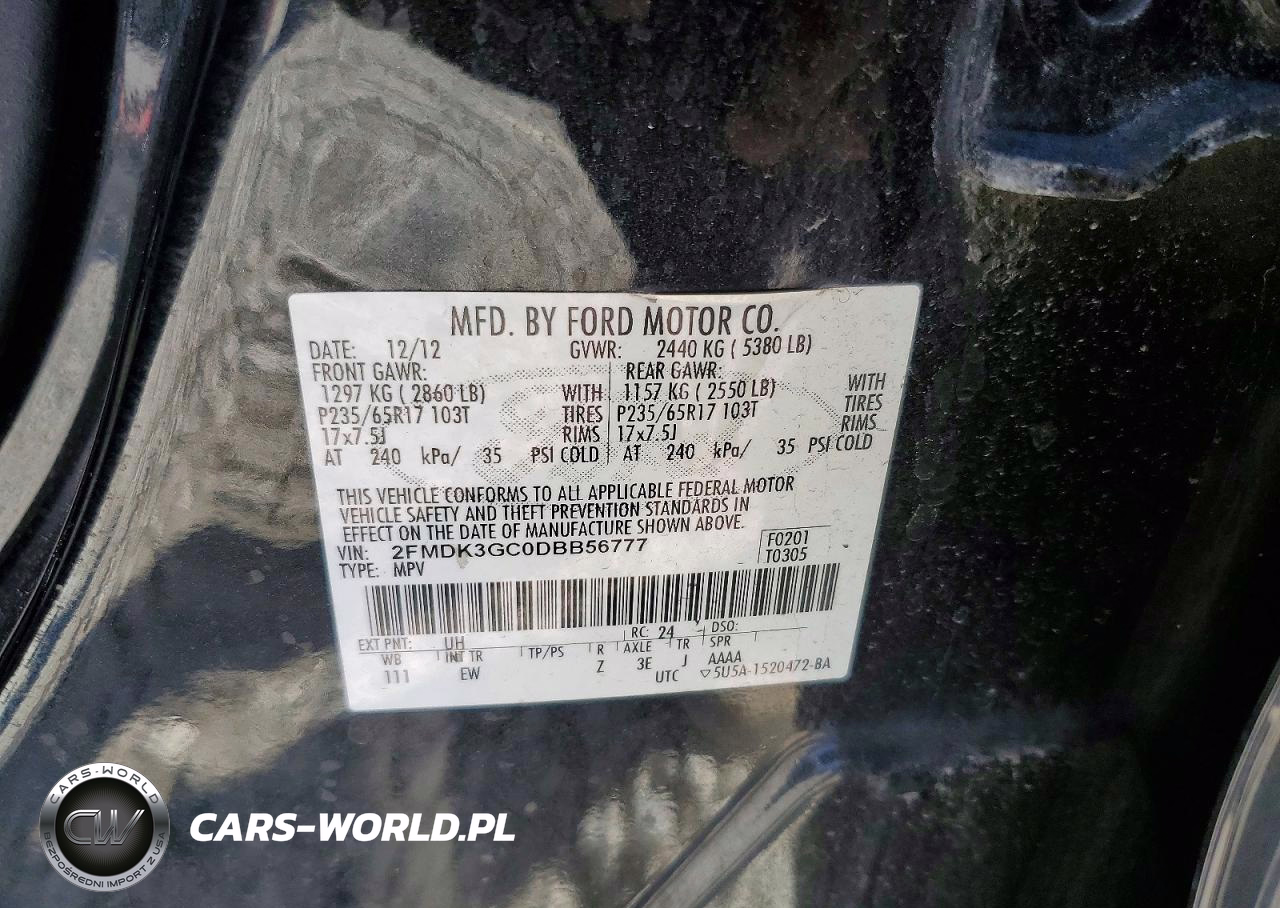 MFD. BY FORD MOTOR CO.
DATE: 12/12 GVWR: 2440 KG ( 5380 LB)
FRONT GAWR: REAR GAWR:
1297 KG ( 2860 LB) WITH 1157 KG ( 2550 LB) WITH
P235/65R17 103T TIRES P235/65R17 103T TIRES
17x7.5J RIMS 17x7.5J RIMS
AT 240 kPa/ 35 PSI COLD AT 240 kPa/ 35 PSI COLD
THIS VEHICLE CONFORMS TO ALL APPLICABLE FEDERAL MOTOR
VEHICLE SAFETY AND THEFT PREVENTION STANDARDS IN
EFFECT ON THE DATE OF MANUFACTURE SHOWN ABOVE.
VIN: 2FMDK3GC0DBB56777 F0201
TYPE: MPV T0305
EXT PNT: UH RC: 24 DSO:
WB INT TR TP/PS R AXLE TR SPR
111 EW Z 3E J AAAA
UTC ▽5U5A-1520472-BA
CARS-WORLD
CW
BEZPOŚREDNI IMPORT Z USA
CARS-WORLD.PL